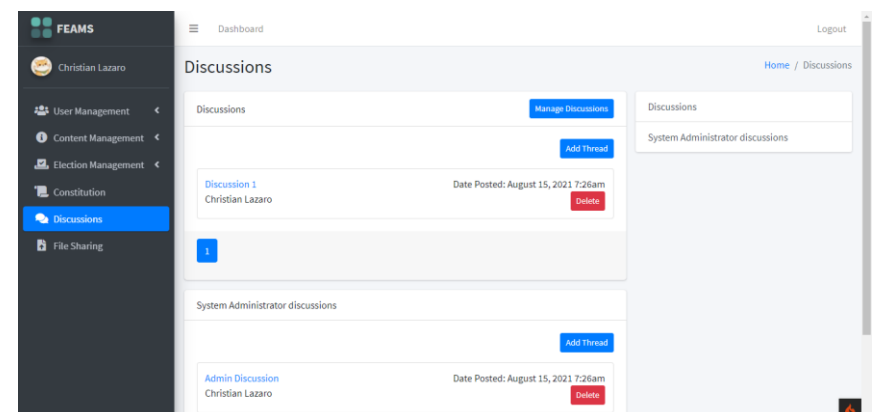 FEAMS
Dashboard
Logout
Christian Lazaro
Discussions
Home / Discussions
User Management
Content Management
Election Management
Constitution
Discussions
File Sharing
Discussions
Manage Discussions
Add Thread
Discussion 1
Date Posted: August 15, 2021 7:26am
Christian Lazaro
Delete
1
System Administrator discussions
Add Thread
Admin Discussion
Date Posted: August 15, 2021 7:26am
Christian Lazaro
Delete
Discussions
System Administrator discussions